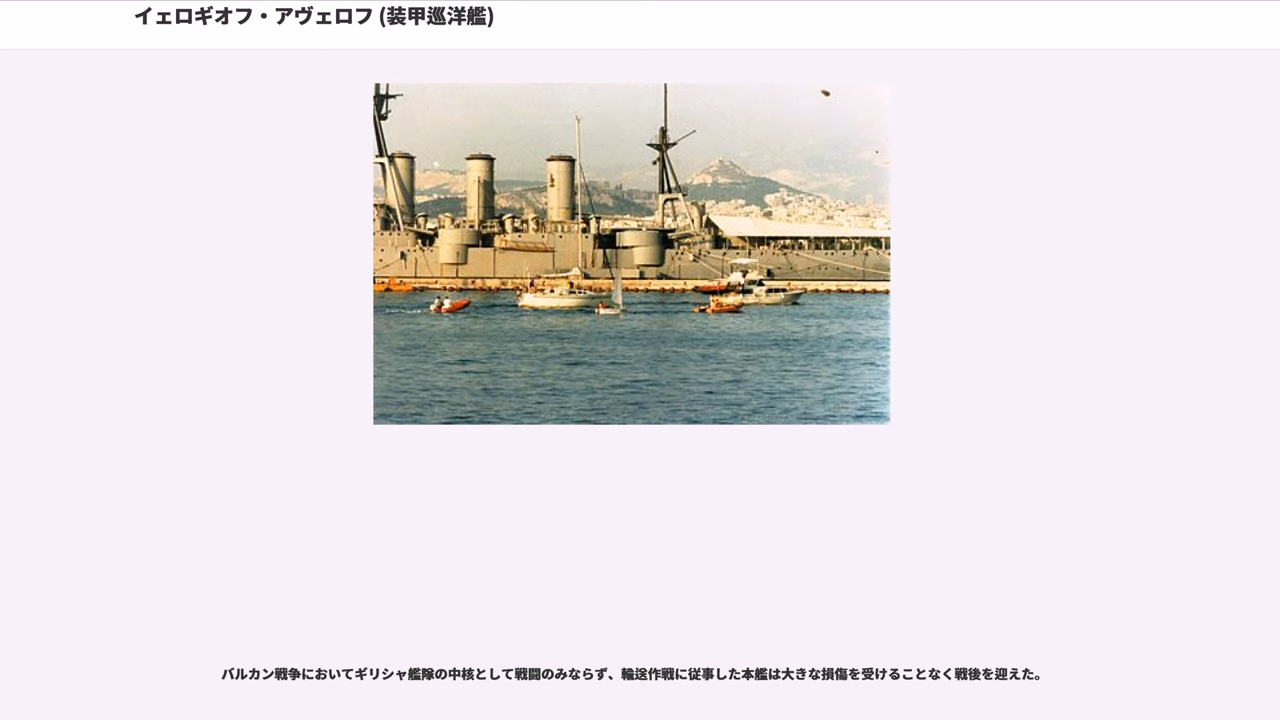 イェロギオフ・アヴェロフ (装甲巡洋艦)
バルカン戦争においてギリシャ艦隊の中核として戦闘のみならず、輸送作戦に従事した本艦は大きな損傷を受けることなく戦後を迎えた。